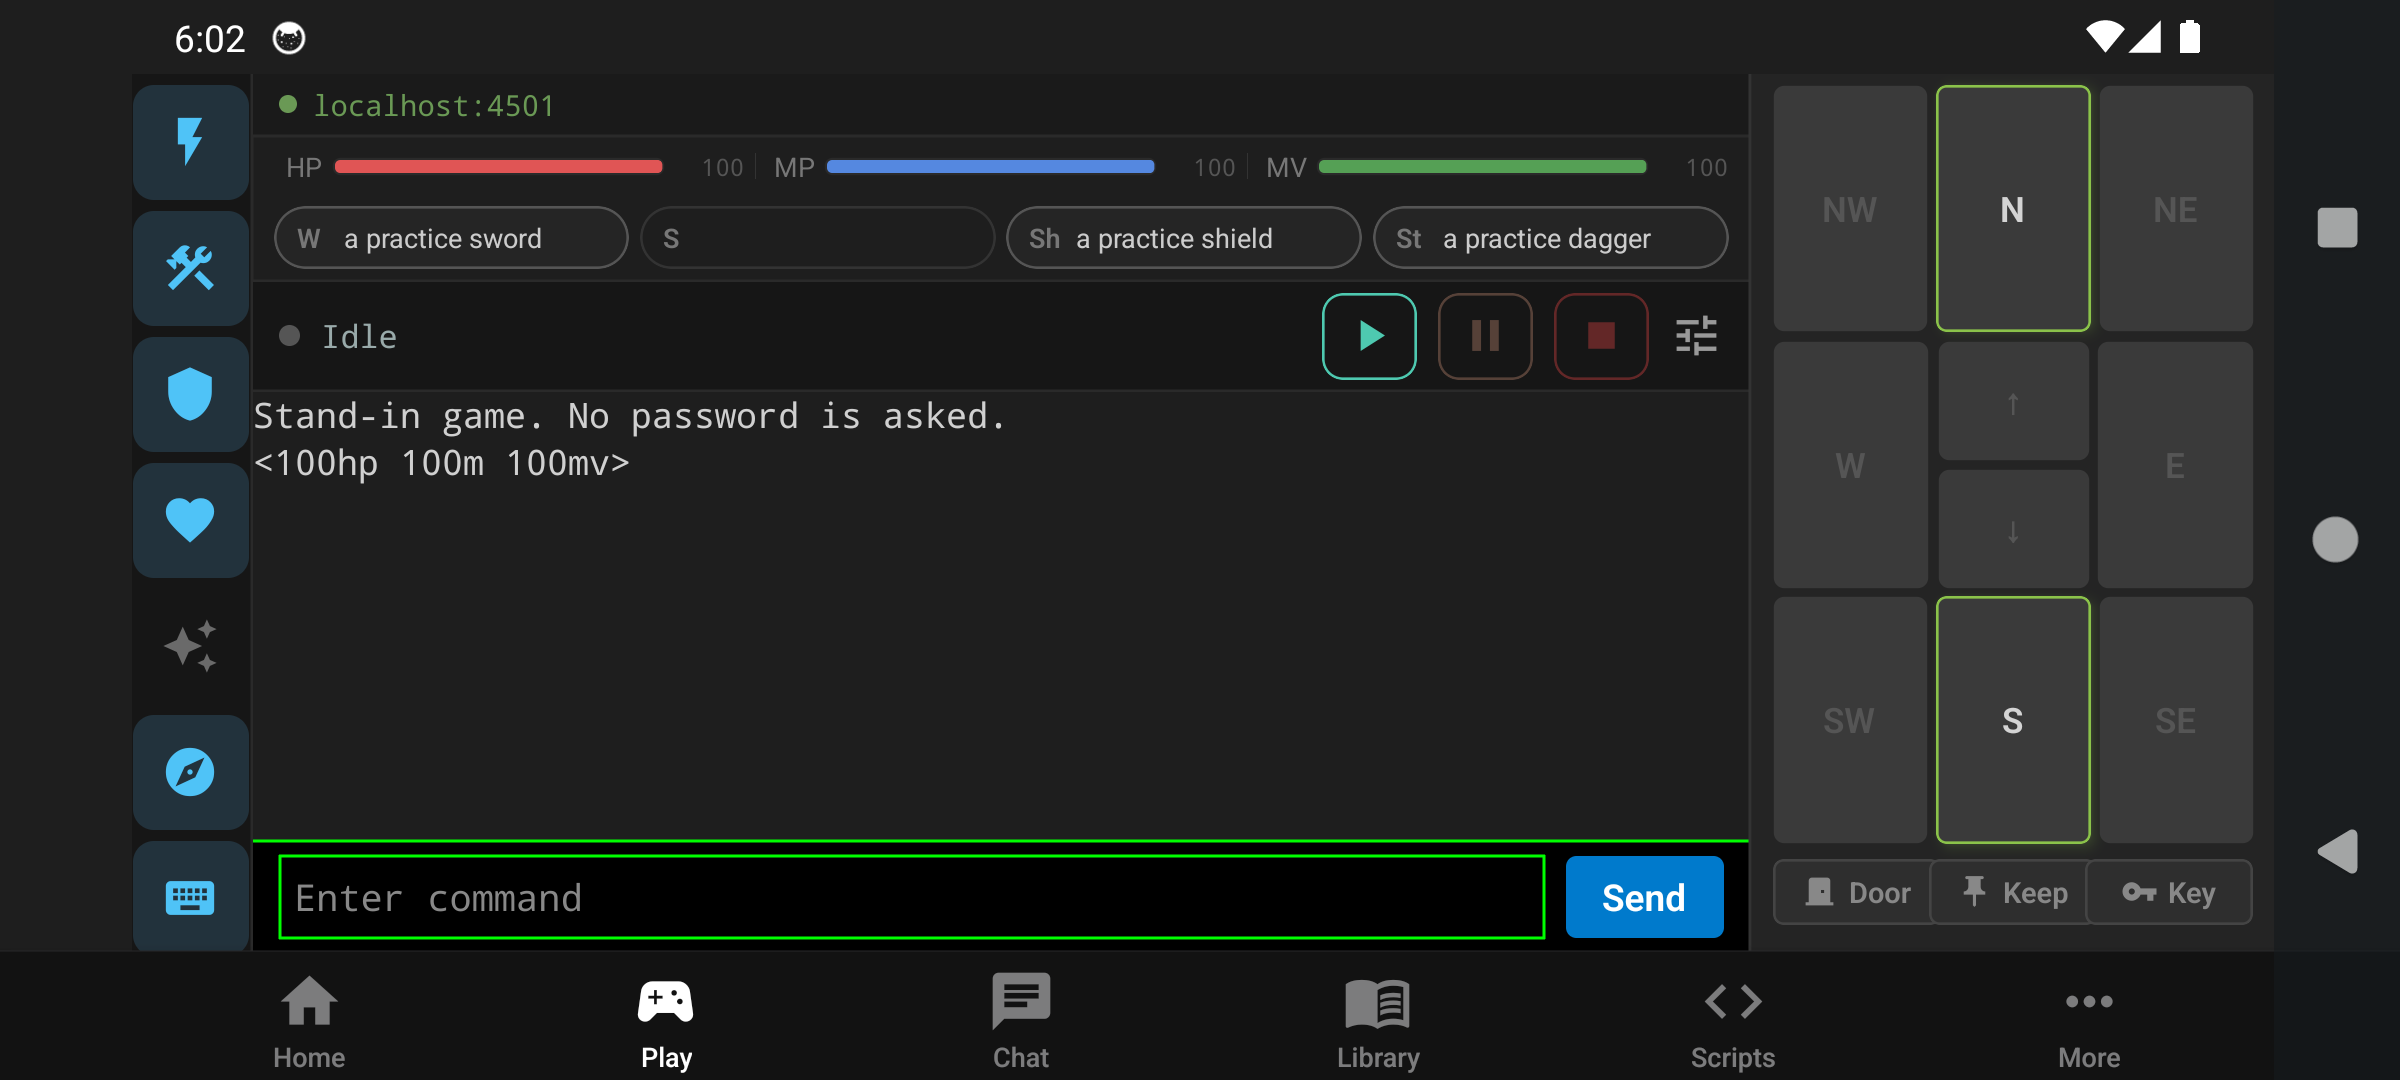 6:02
localhost:4501
HP 100 MP 100 MV 100
W a practice sword S Sh a practice shield St a practice dagger
Idle
Stand-in game. No password is asked.
<100hp 100m 100mv>
Enter command Send
NW N NE
W ↑ E
↓
SW S SE
Door Keep Key
Home Play Chat Library Scripts More